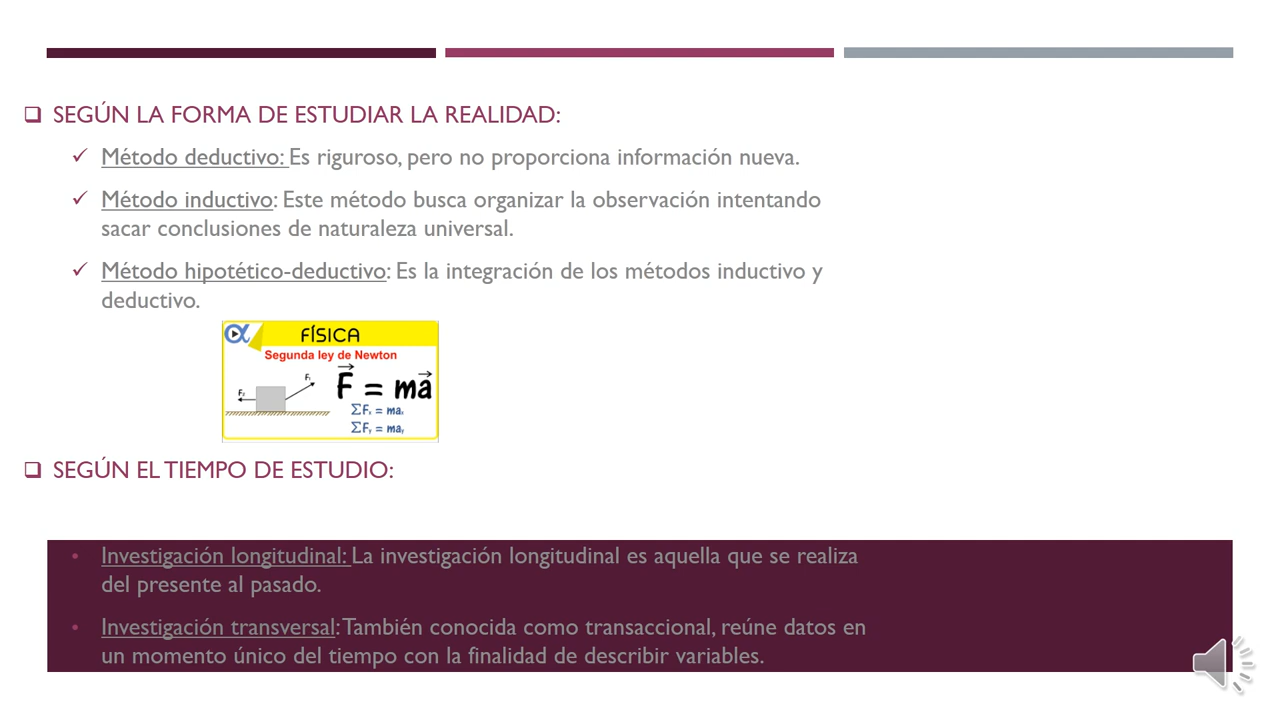 SEGÚN LA FORMA DE ESTUDIAR LA REALIDAD:
Método deductivo: Es riguroso, pero no proporciona información nueva.
Método inductivo: Este método busca organizar la observación intentando
sacar conclusiones de naturaleza universal.
Método hipotético-deductivo: Es la integración de los métodos inductivo y
deductivo.
FÍSICA
Segunda ley de Newton
F₂
F₁
F = ma
ΣFₓ = maₓ
ΣFᵧ = maᵧ
SEGÚN EL TIEMPO DE ESTUDIO:
Investigación longitudinal: La investigación longitudinal es aquella que se realiza
del presente al pasado.
Investigación transversal: También conocida como transaccional, reúne datos en
un momento único del tiempo con la finalidad de describir variables.